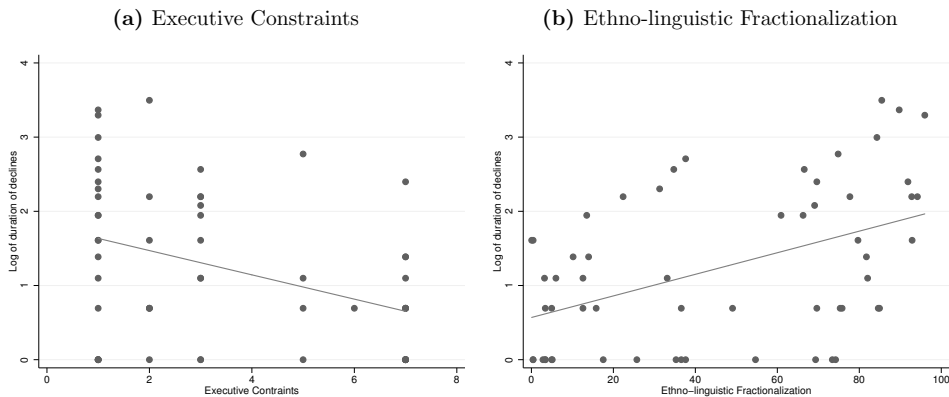 (a) Executive Constraints
Log of duration of declines
4
3
2
1
0
0 2 4 6 8
Executive Contraints
(b) Ethno-linguistic Fractionalization
Log of duration of declines
4
3
2
1
0
0 20 40 60 80 100
Ethno−linguistic Fractionalization